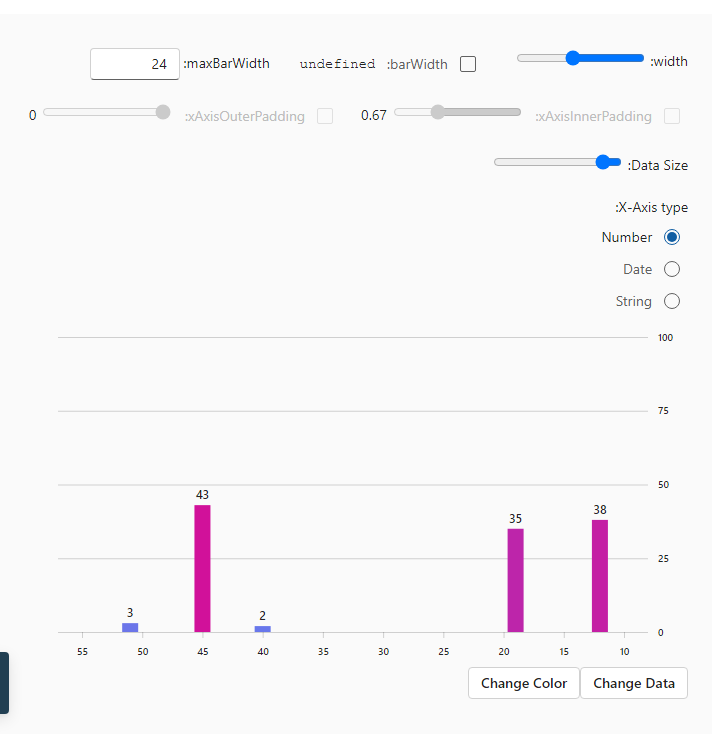 :width
undefined :barWidth
24 :maxBarWidth
:xAxisInnerPadding 0.67
:xAxisOuterPadding 0
:Data Size
:X-Axis type
Number
Date
String
100
75
50
25
0
3 43 2 35 38
55 50 45 40 35 30 25 20 15 10
Change Color Change Data